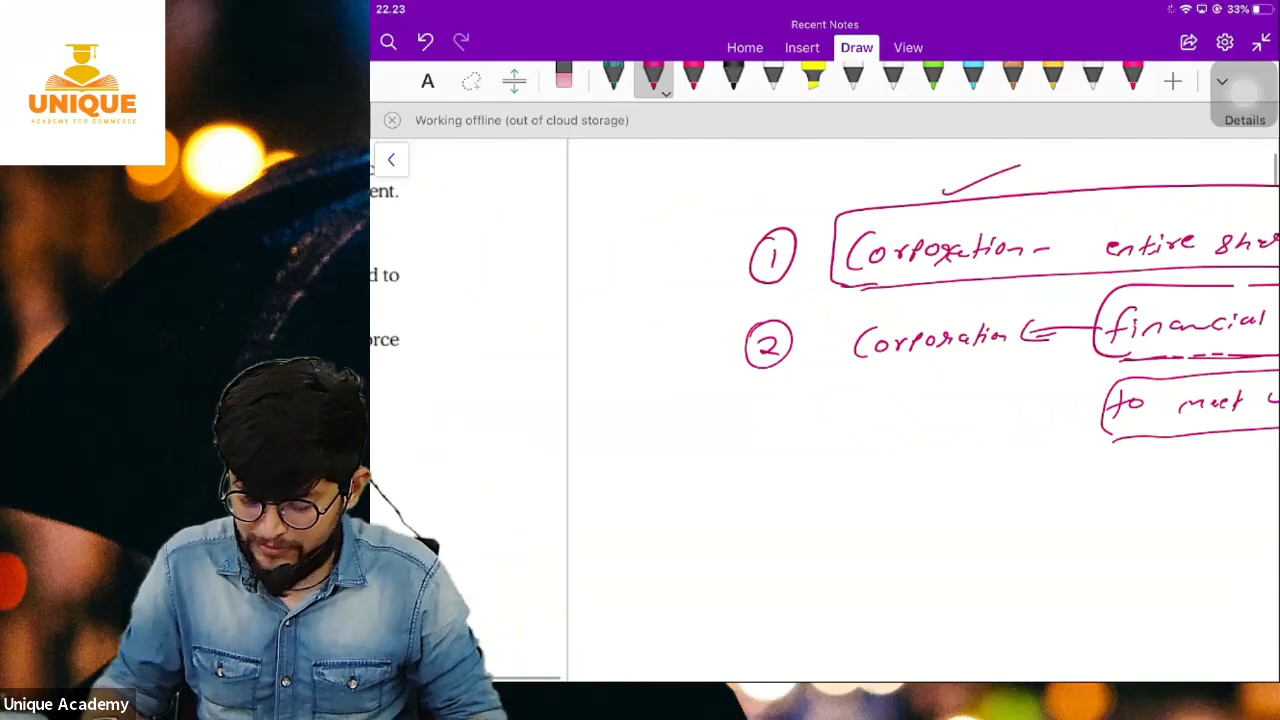 22.23
33%
Recent Notes
Home Insert Draw View
UNIQUE
ACADEMY FOR COMMERCE
A
Working offline (out of cloud storage)
Details
ent.
d to
orce
1 Corporation - entire
2 Corporation financial
to meet
Unique Academy